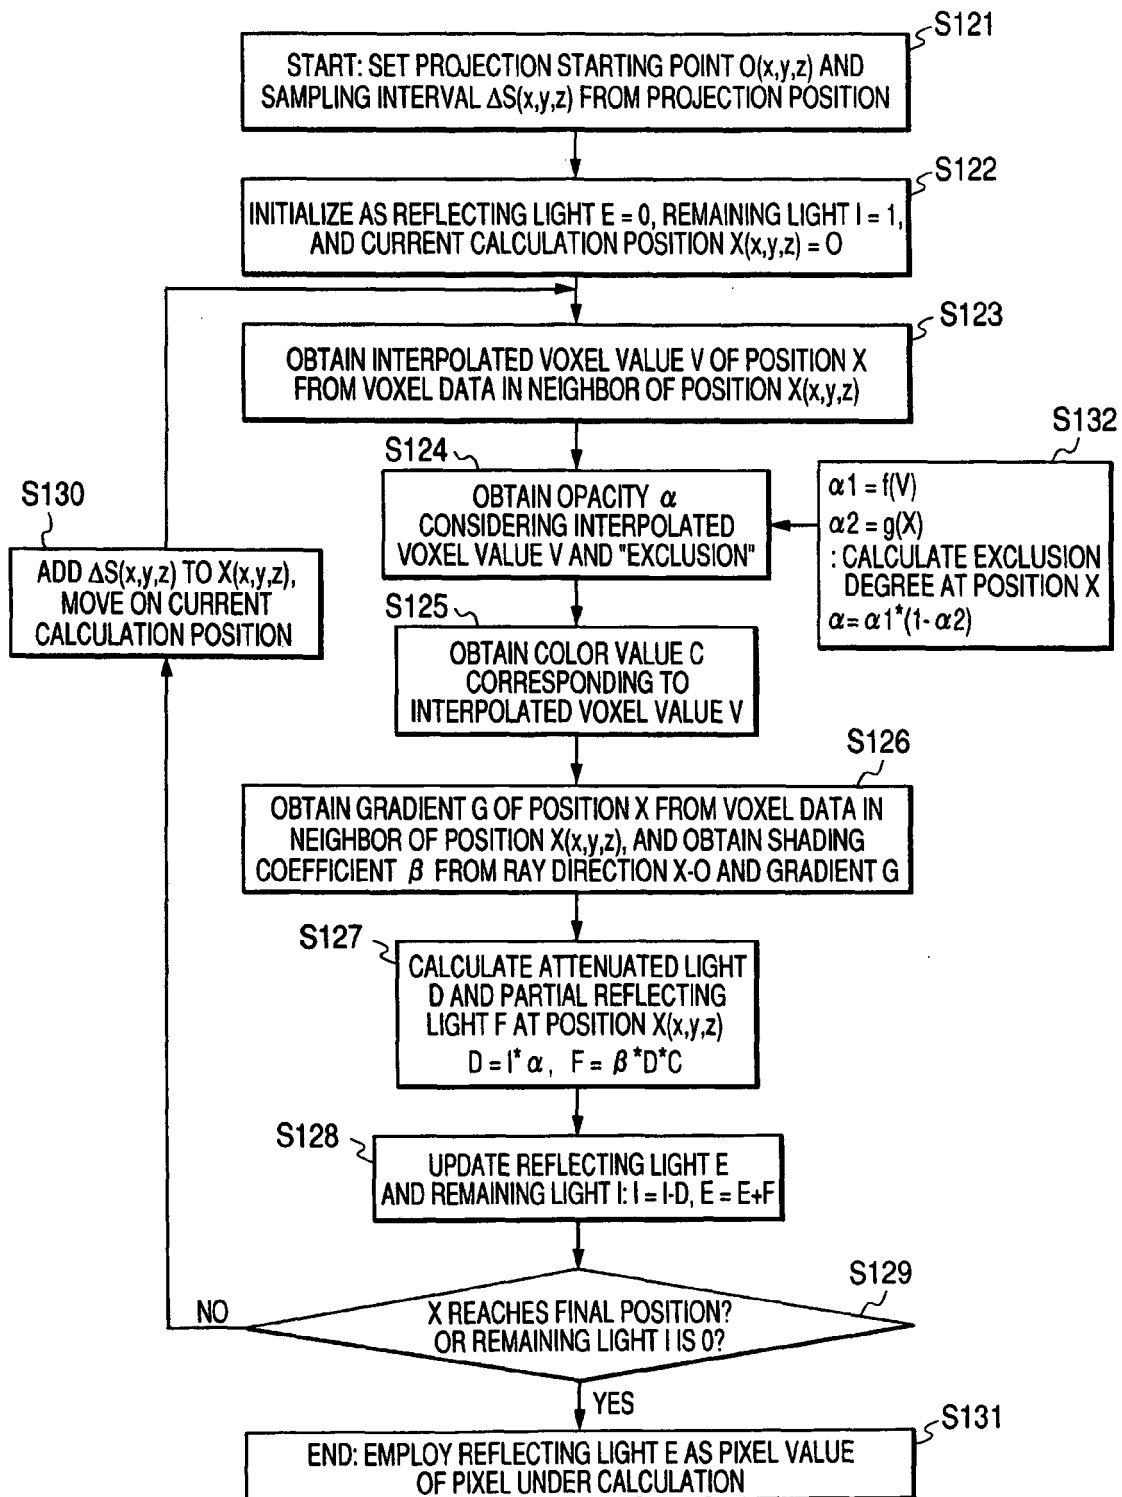 S121
START: SET PROJECTION STARTING POINT O(x,y,z) AND
SAMPLING INTERVAL ΔS(x,y,z) FROM PROJECTION POSITION
S122
INITIALIZE AS REFLECTING LIGHT E = 0, REMAINING LIGHT I = 1,
AND CURRENT CALCULATION POSITION X(x,y,z) = O
S123
OBTAIN INTERPOLATED VOXEL VALUE V OF POSITION X
FROM VOXEL DATA IN NEIGHBOR OF POSITION X(x,y,z)
S124
OBTAIN OPACITY α
CONSIDERING INTERPOLATED
VOXEL VALUE V AND "EXCLUSION"
S132
α1 = f(V)
α2 = g(X)
: CALCULATE EXCLUSION
DEGREE AT POSITION X
α= α1*(1- α2)
S130
ADD ΔS(x,y,z) TO X(x,y,z),
MOVE ON CURRENT
CALCULATION POSITION
S125
OBTAIN COLOR VALUE C
CORRESPONDING TO
INTERPOLATED VOXEL VALUE V
S126
OBTAIN GRADIENT G OF POSITION X FROM VOXEL DATA IN
NEIGHBOR OF POSITION X(x,y,z), AND OBTAIN SHADING
COEFFICIENT β FROM RAY DIRECTION X-O AND GRADIENT G
S127
CALCULATE ATTENUATED LIGHT
D AND PARTIAL REFLECTING
LIGHT F AT POSITION X(x,y,z)
D = I* α, F = β*D*C
S128
UPDATE REFLECTING LIGHT E
AND REMAINING LIGHT I: I = I-D, E = E+F
S129
X REACHES FINAL POSITION?
OR REMAINING LIGHT I IS 0?
NO
YES
S131
END: EMPLOY REFLECTING LIGHT E AS PIXEL VALUE
OF PIXEL UNDER CALCULATION